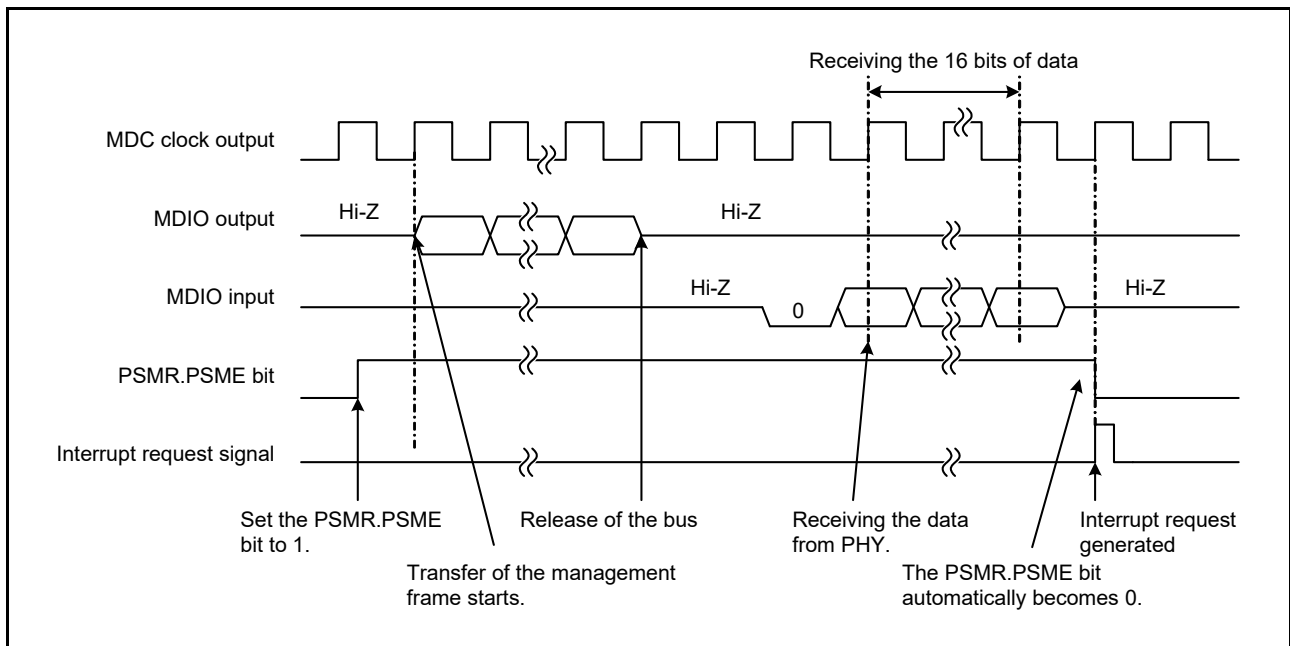 Receiving the 16 bits of data
MDC clock output
MDIO output
Hi-Z
Hi-Z
MDIO input
Hi-Z
0
Hi-Z
PSMR.PSME bit
Interrupt request signal
Set the PSMR.PSME
bit to 1.
Release of the bus
Receiving the data
from PHY.
Interrupt request
generated
Transfer of the management
frame starts.
The PSMR.PSME bit
automatically becomes 0.